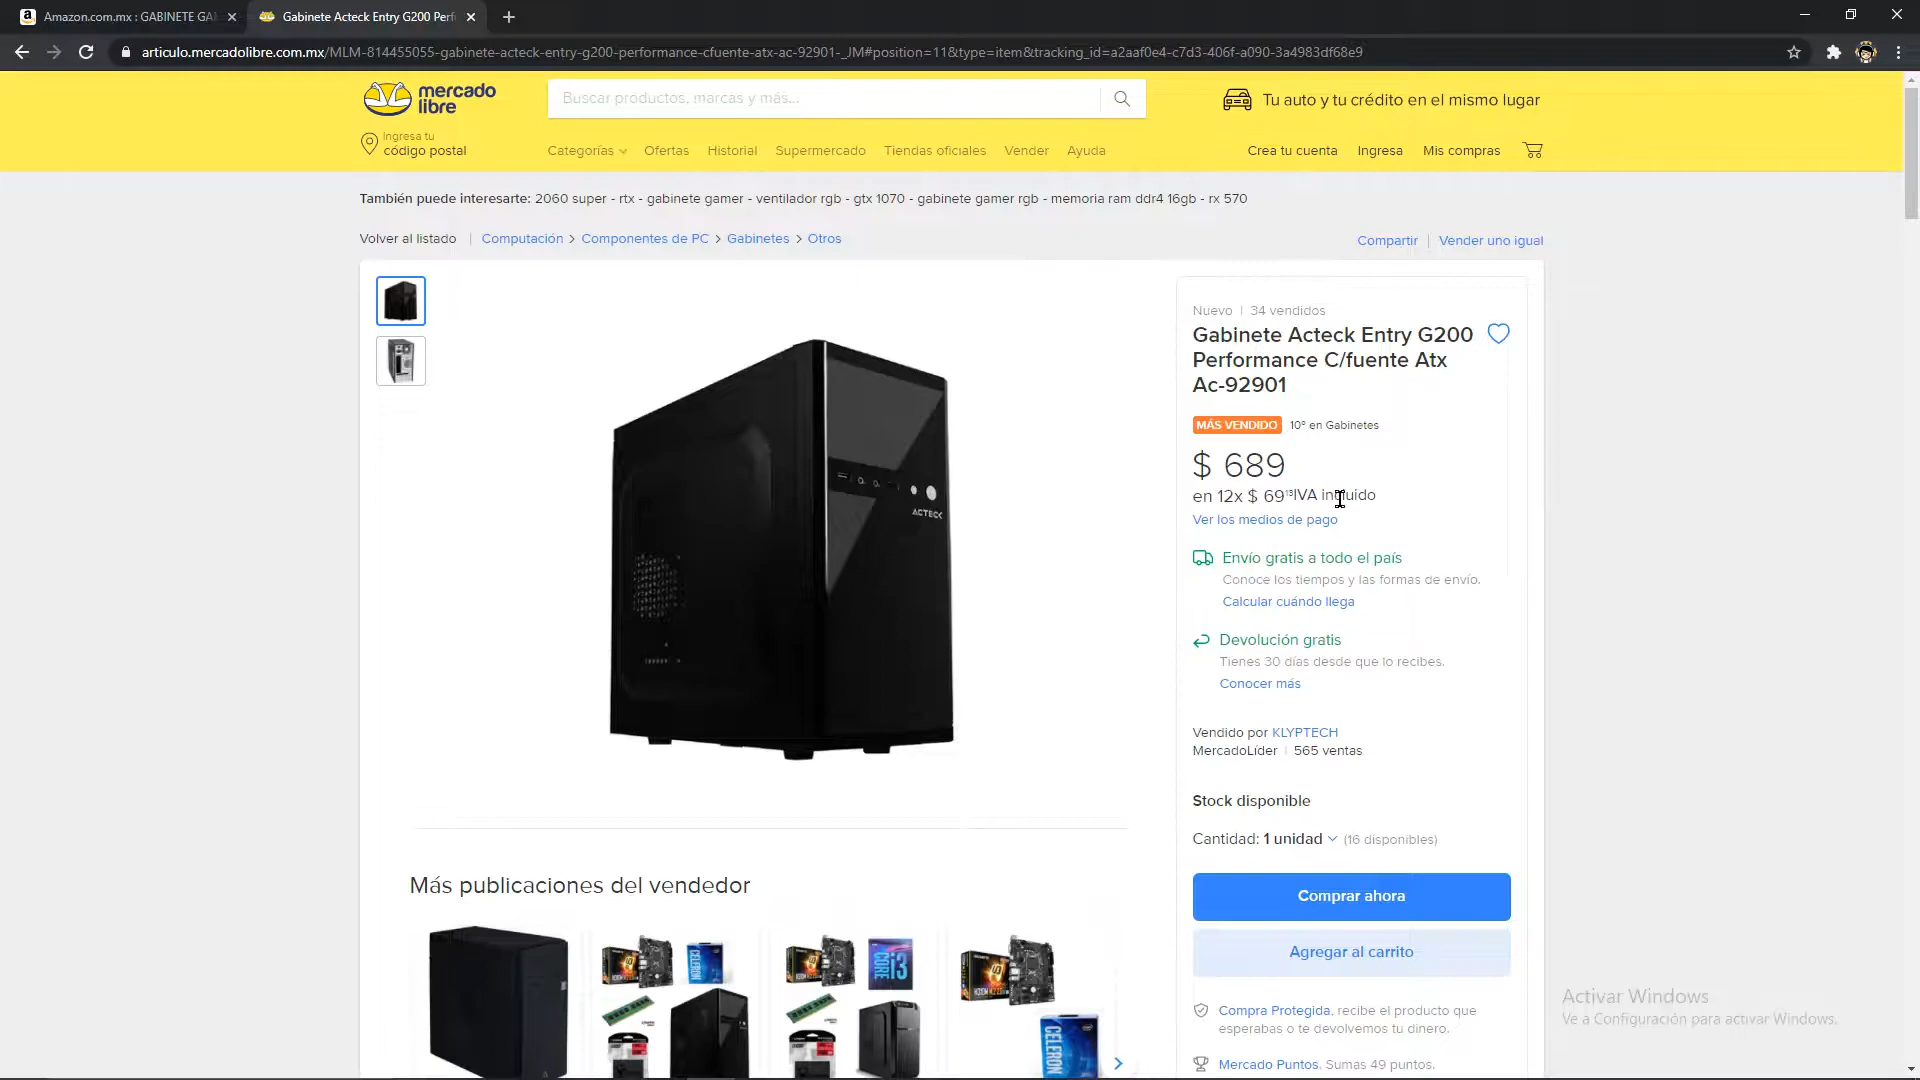 Amazon.com.mx : GABINETE GA
Gabinete Acteck Entry G200 Perf
articulo.mercadolibre.com.mx/MLM-814455055-gabinete-acteck-entry-g200-performance-cfuente-atx-ac-92901-_JM#position=11&type=item&tracking_id=a2aaf0e4-c7d3-406f-a090-3a4983df68e9
mercado
libre
Buscar productos, marcas y más...
Tu auto y tu crédito en el mismo lugar
Ingresa tu
código postal
Categorías Ofertas Historial Supermercado Tiendas oficiales Vender Ayuda
Crea tu cuenta Ingresa Mis compras
También puede interesarte: 2060 super - rtx - gabinete gamer - ventilador rgb - gtx 1070 - gabinete gamer rgb - memoria ram ddr4 16gb - rx 570
Volver al listado | Computación > Componentes de PC > Gabinetes > Otros
Compartir | Vender uno igual
Nuevo | 34 vendidos
Gabinete Acteck Entry G200
Performance C/fuente Atx
Ac-92901
MÁS VENDIDO 10º en Gabinetes
$ 689
en 12x $ 69¹³IVA incluido
Ver los medios de pago
Envío gratis a todo el país
Conoce los tiempos y las formas de envío.
Calcular cuándo llega
Devolución gratis
Tienes 30 días desde que lo recibes.
Conocer más
Vendido por KLYPTECH
MercadoLíder | 565 ventas
Stock disponible
Cantidad: 1 unidad (16 disponibles)
Comprar ahora
Agregar al carrito
Compra Protegida, recibe el producto que
esperabas o te devolvemos tu dinero.
Mercado Puntos. Sumas 49 puntos.
ACTECK
Más publicaciones del vendedor
CELERON
CORE i3
CELERON
Activar Windows
Ve a Configuración para activar Windows.